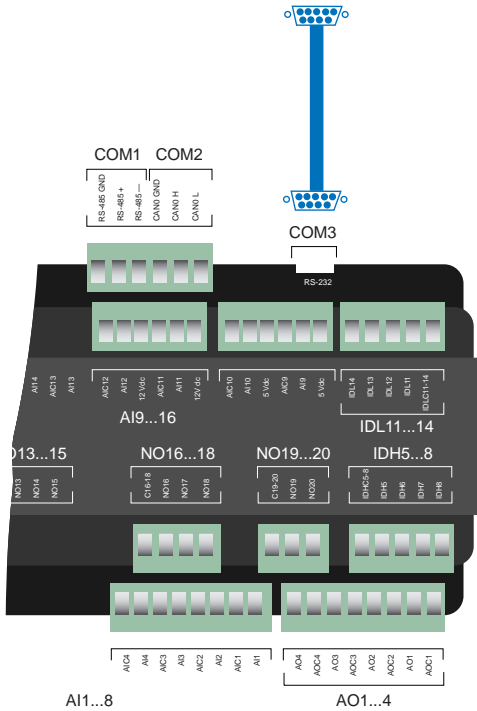 COM1 COM2
RS-485 GND
RS-485 +
RS-485 —
CAN0 GND
CAN0 H
CAN0 L
COM3
RS-232
AI14
AIC13
AI13
AIC12
AI12
12 Vdc
AIC11
AI11
12V dc
AIC10
AI10
5 Vdc
AIC9
AI9
5 Vdc
IDL14
IDL13
IDL12
IDL11
IDLC11-14
AI9...16
IDL11...14
O13...15 NO16...18 NO19...20 IDH5...8
NO13
NO14
NO15
C16-18
NO16
NO17
NO18
C19-20
NO19
NO20
IDHC5-8
IDH5
IDH6
IDH7
IDH8
AIC4
AI4
AIC3
AI3
AIC2
AI2
AIC1
AI1
AO4
AOC4
AO3
AOC3
AO2
AOC2
AO1
AOC1
AI1...8 AO1...4